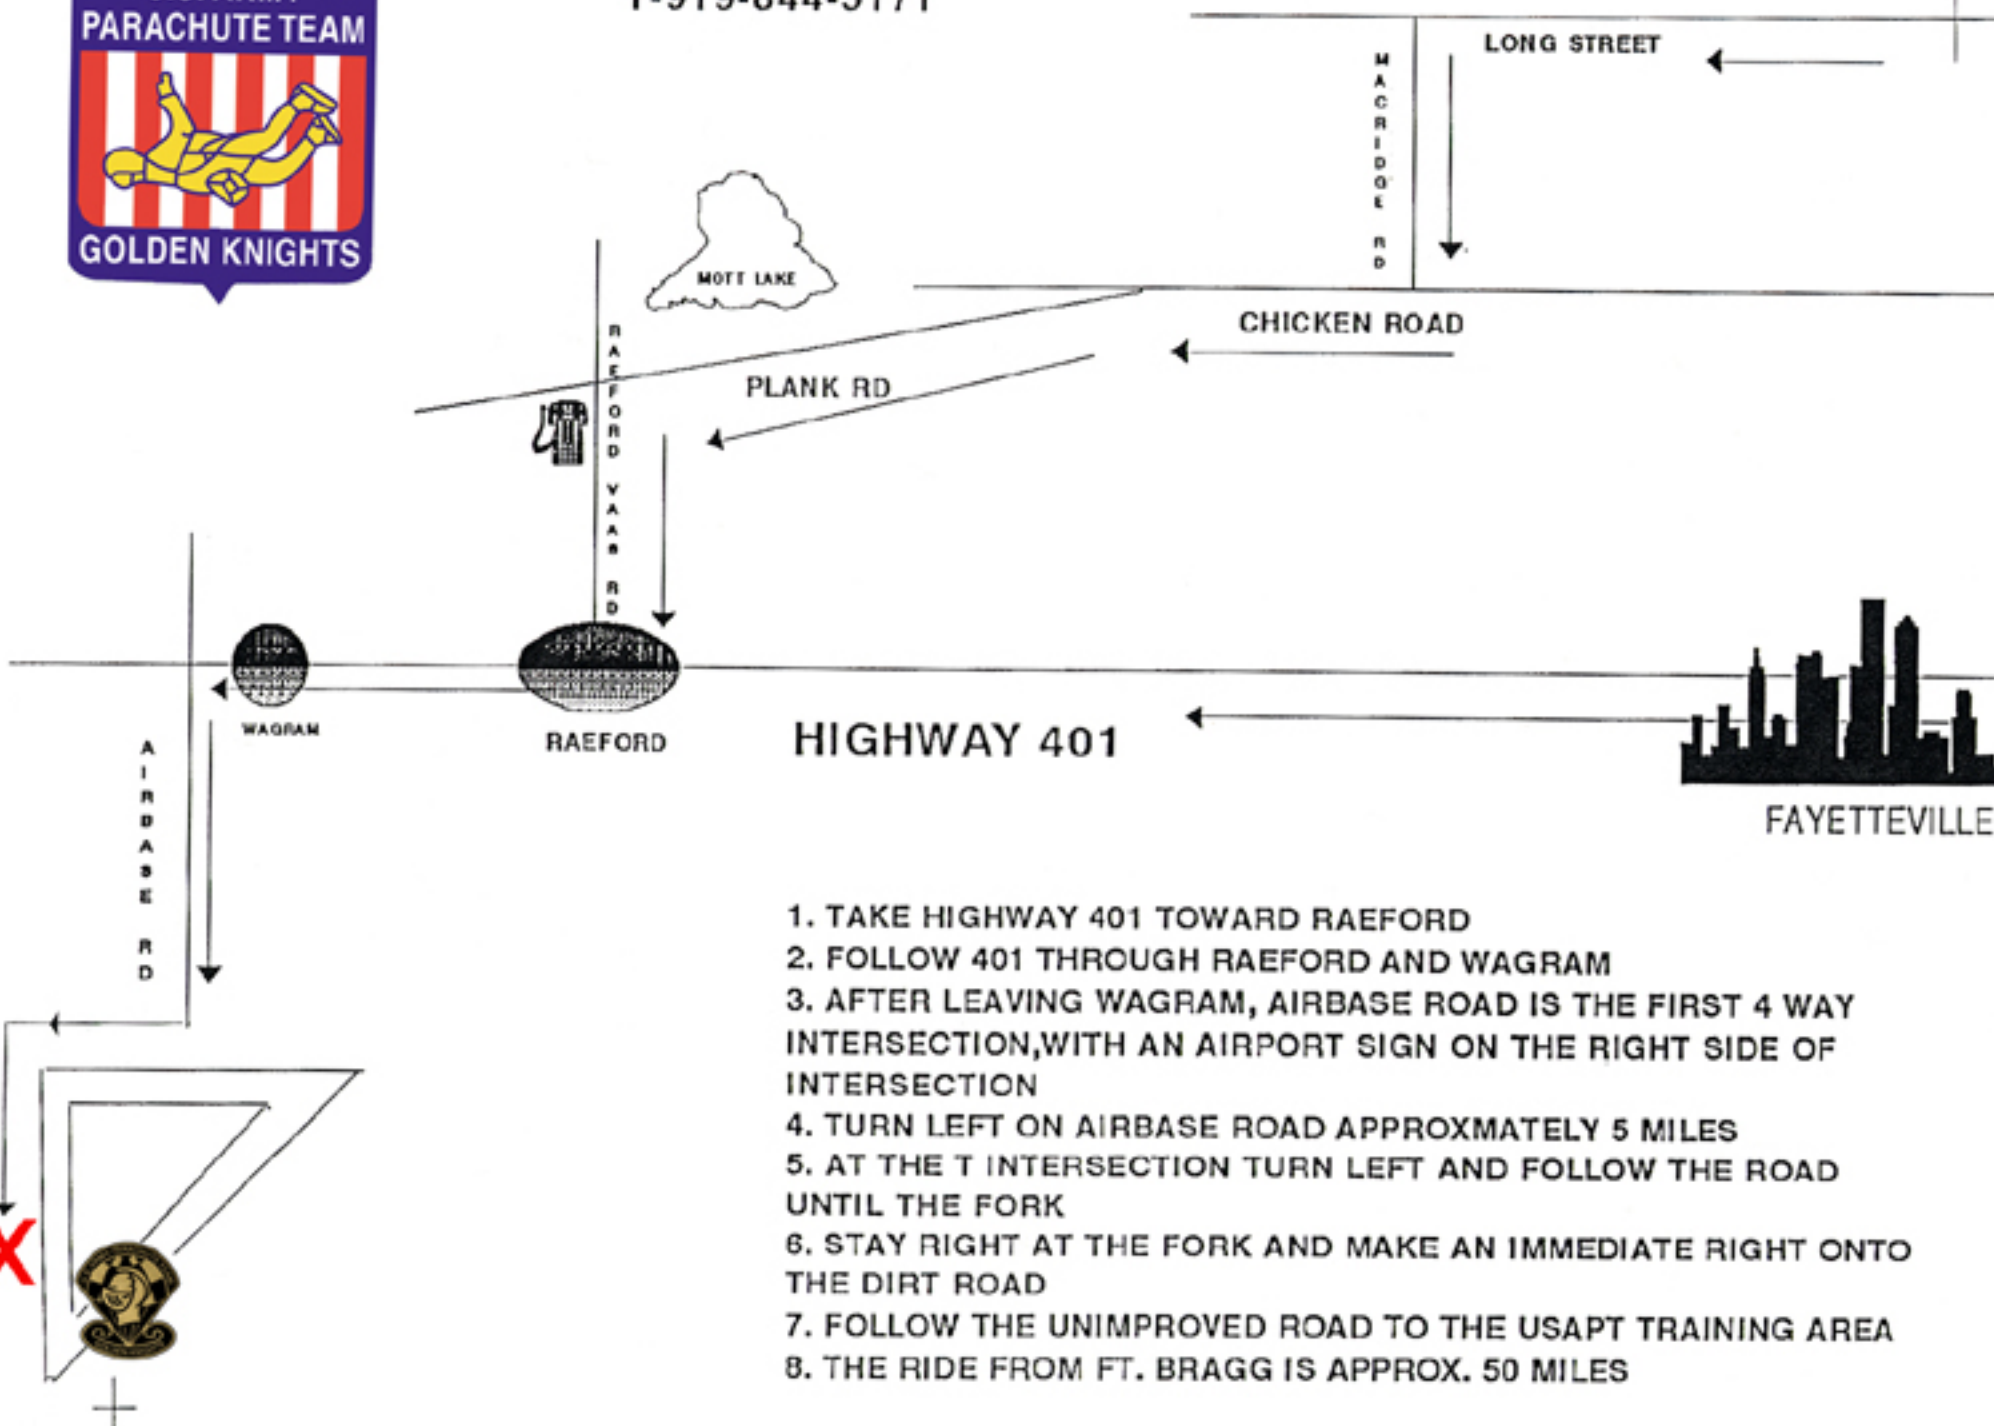 PARACHUTE TEAM
GOLDEN KNIGHTS
LONG STREET
MACRIDGE RD
MOTT LAKE
CHICKEN ROAD
PLANK RD
RAEFORD VAAS RD
WAGRAM
RAEFORD
HIGHWAY 401
FAYETTEVILLE
AIRBASE RD
X
1. TAKE HIGHWAY 401 TOWARD RAEFORD
2. FOLLOW 401 THROUGH RAEFORD AND WAGRAM
3. AFTER LEAVING WAGRAM, AIRBASE ROAD IS THE FIRST 4 WAY
INTERSECTION,WITH AN AIRPORT SIGN ON THE RIGHT SIDE OF
INTERSECTION
4. TURN LEFT ON AIRBASE ROAD APPROXMATELY 5 MILES
5. AT THE T INTERSECTION TURN LEFT AND FOLLOW THE ROAD
UNTIL THE FORK
6. STAY RIGHT AT THE FORK AND MAKE AN IMMEDIATE RIGHT ONTO
THE DIRT ROAD
7. FOLLOW THE UNIMPROVED ROAD TO THE USAPT TRAINING AREA
8. THE RIDE FROM FT. BRAGG IS APPROX. 50 MILES